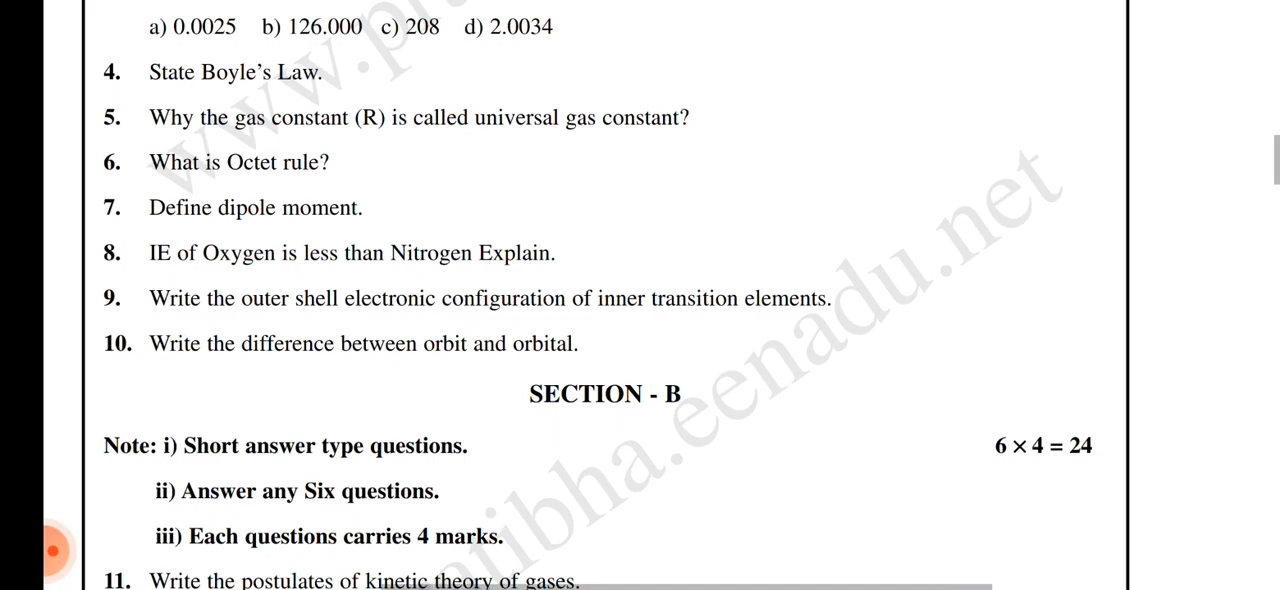 a) 0.0025 b) 126.000 c) 208 d) 2.0034
4. State Boyle's Law.
5. Why the gas constant (R) is called universal gas constant?
6. What is Octet rule?
7. Define dipole moment.
8. IE of Oxygen is less than Nitrogen Explain.
9. Write the outer shell electronic configuration of inner transition elements.
10. Write the difference between orbit and orbital.
SECTION - B
Note: i) Short answer type questions. 6 × 4 = 24
ii) Answer any Six questions.
iii) Each questions carries 4 marks.
11. Write the postulates of kinetic theory of gases.